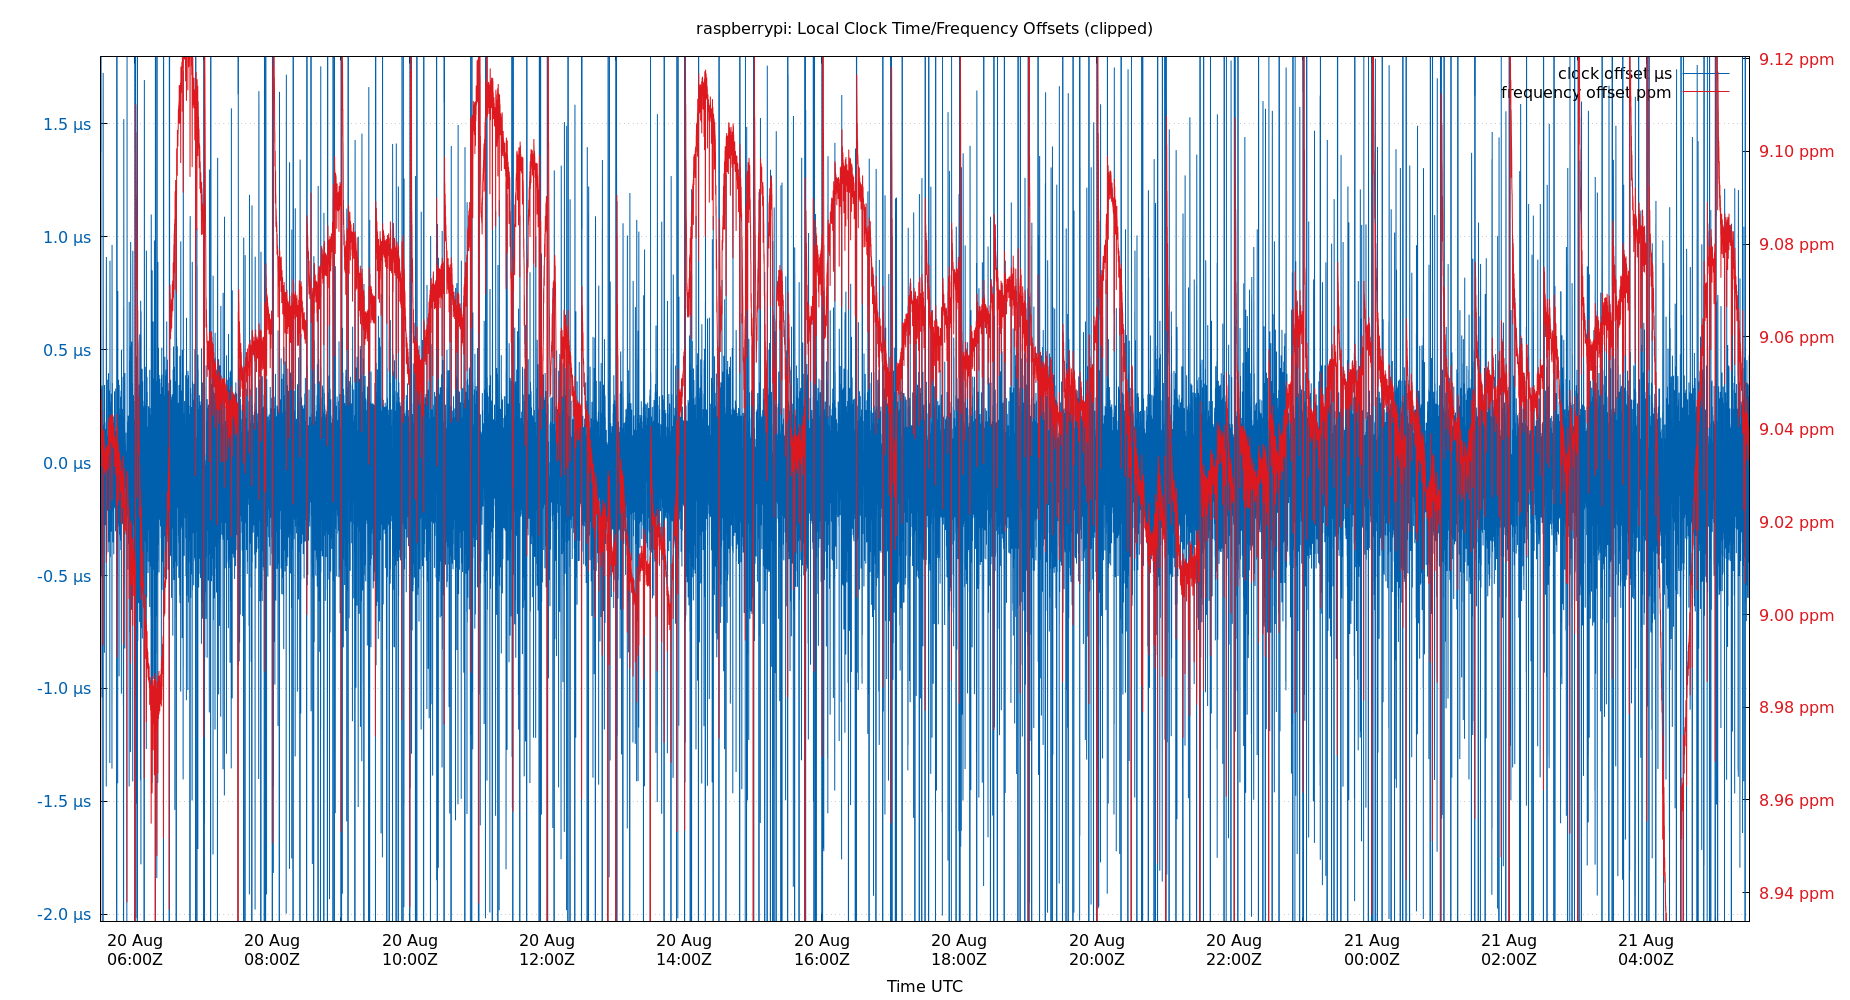 raspberrypi: Local Clock Time/Frequency Offsets (clipped)
clock offset µs
frequency offset ppm
1.5 µs
1.0 µs
0.5 µs
0.0 µs
-0.5 µs
-1.0 µs
-1.5 µs
-2.0 µs
9.12 ppm
9.10 ppm
9.08 ppm
9.06 ppm
9.04 ppm
9.02 ppm
9.00 ppm
8.98 ppm
8.96 ppm
8.94 ppm
20 Aug 20 Aug 20 Aug 20 Aug 20 Aug 20 Aug 20 Aug 20 Aug 20 Aug 21 Aug 21 Aug 21 Aug
06:00Z 08:00Z 10:00Z 12:00Z 14:00Z 16:00Z 18:00Z 20:00Z 22:00Z 00:00Z 02:00Z 04:00Z
Time UTC